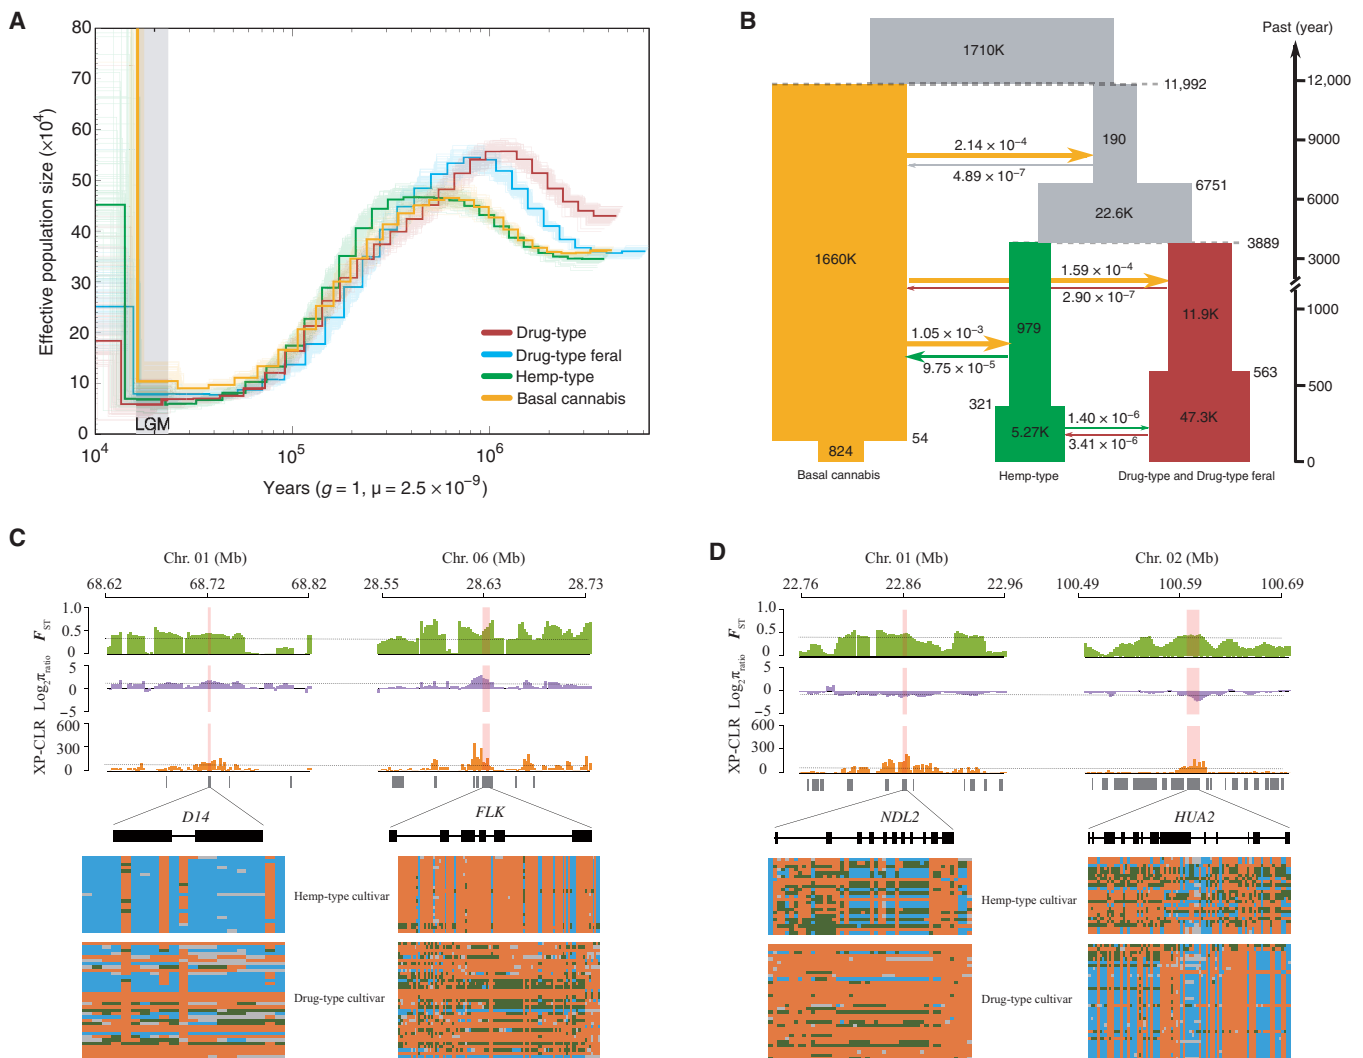 A
Effective population size (×10⁴)
80
70
60
50
40
30
20
10
0
LGM
Drug-type
Drug-type feral
Hemp-type
Basal cannabis
10⁴
10⁵
10⁶
Years (g = 1, μ = 2.5 × 10⁻⁹)
B
Past (year)
1710K
11,992
12,000
190
2.14 × 10⁻⁴
4.89 × 10⁻⁷
9000
6751
6000
22.6K
3889
1660K
3000
1.59 × 10⁻⁴
2.90 × 10⁻⁷
1000
11.9K
1.05 × 10⁻³
979
9.75 × 10⁻⁵
563
500
321
1.40 × 10⁻⁶
47.3K
5.27K
3.41 × 10⁻⁶
54
824
0
Basal cannabis
Hemp-type
Drug-type and Drug-type feral
C
Chr. 01 (Mb)
Chr. 06 (Mb)
68.62 68.72 68.82
28.55 28.63 28.73
F_ST
1.0
0.5
0
Log₂π_ratio
5
0
−5
XP-CLR
600
300
0
D14
FLK
Hemp-type cultivar
Drug-type cultivar
D
Chr. 01 (Mb)
Chr. 02 (Mb)
22.76 22.86 22.96
100.49 100.59 100.69
F_ST
1.0
0.5
0
Log₂π_ratio
5
0
−5
XP-CLR
600
300
0
NDL2
HUA2
Hemp-type cultivar
Drug-type cultivar